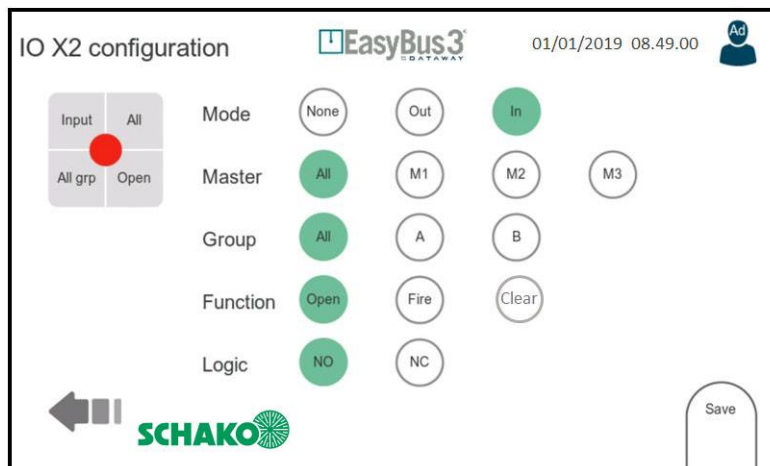 IO X2 configuration
EasyBus3
DATAWAY
01/01/2019 08.49.00
Ad
Input All
All grp Open
Mode None Out In
Master All M1 M2 M3
Group All A B
Function Open Fire Clear
Logic NO NC
SCHAKO
Save